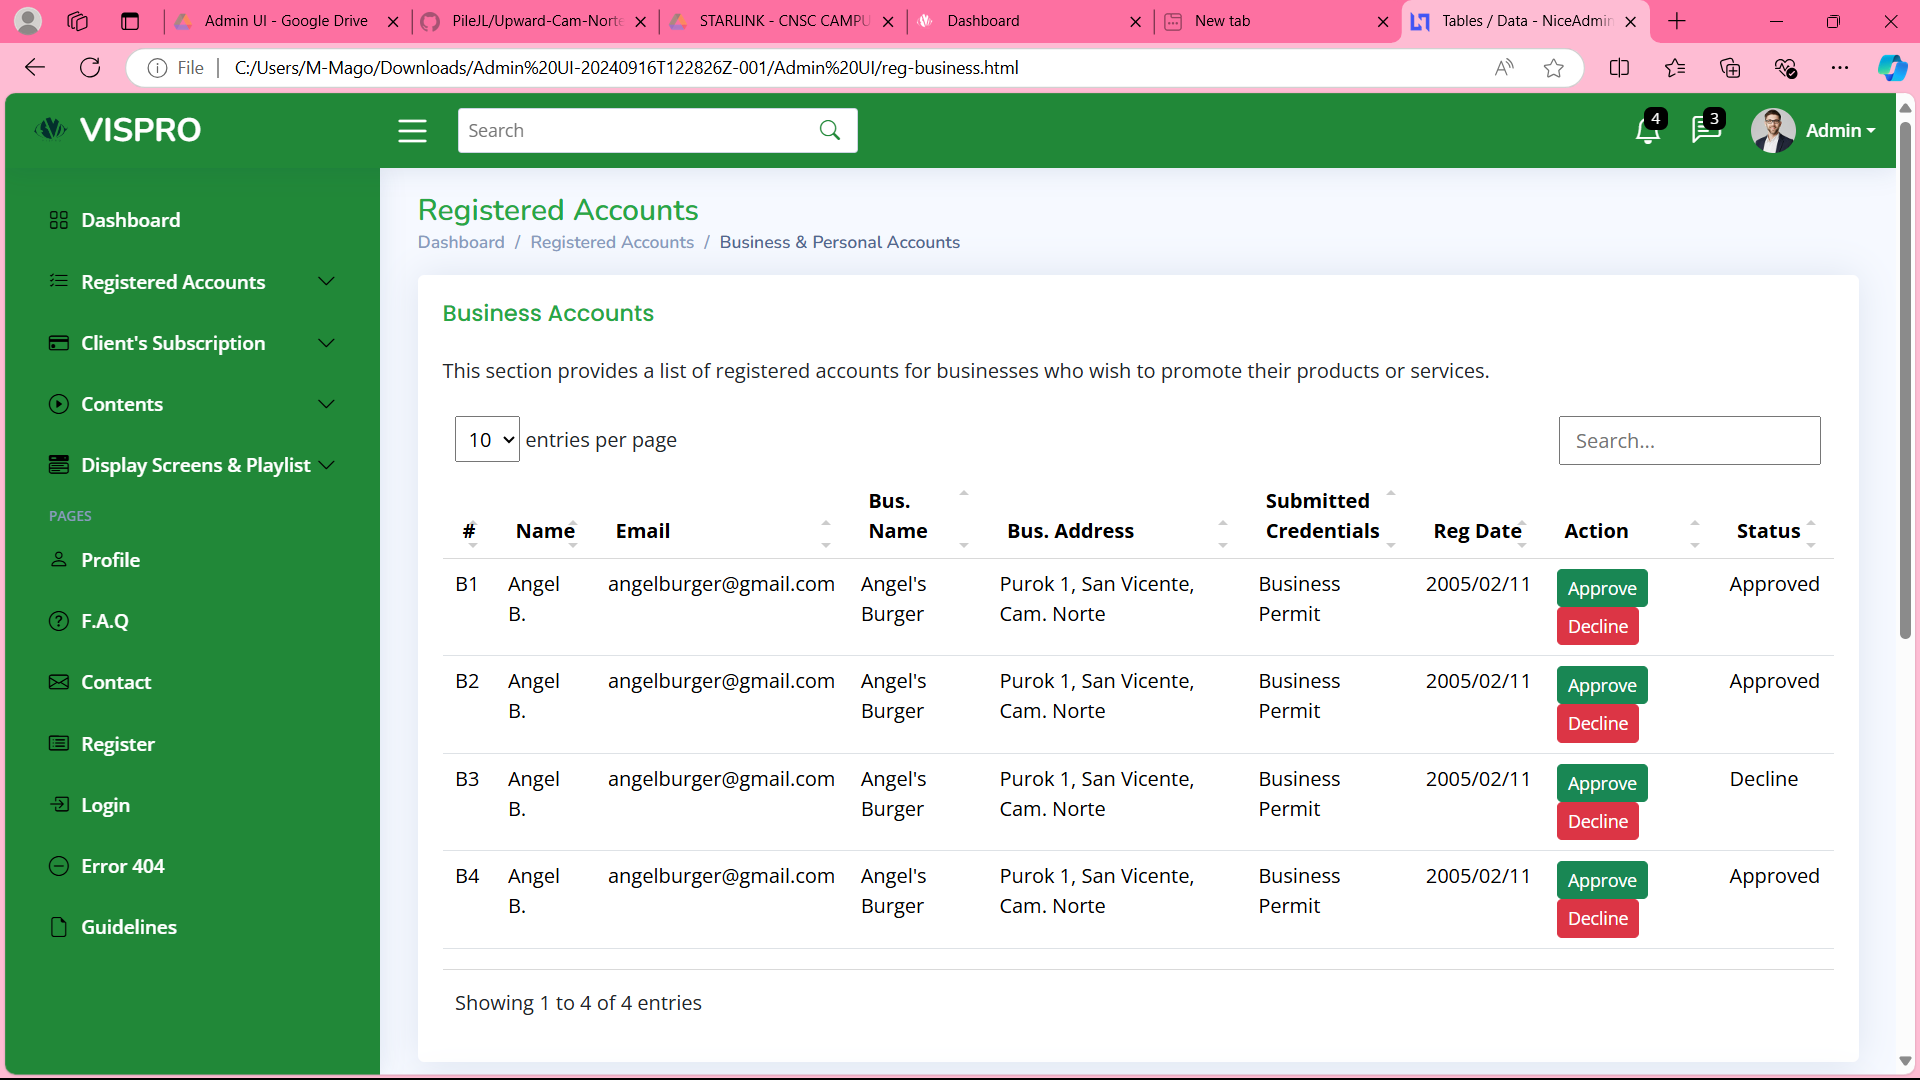 Admin UI - Google Drive
PileJL/Upward-Cam-Norte
STARLINK - CNSC CAMPU
Dashboard
New tab
Tables / Data - NiceAdmin
File
C:/Users/M-Mago/Downloads/Admin%20UI-20240916T122826Z-001/Admin%20UI/reg-business.html
VISPRO
Search
4
3
Admin
Dashboard
Registered Accounts
Client's Subscription
Contents
Display Screens & Playlist
PAGES
Profile
F.A.Q
Contact
Register
Login
Error 404
Guidelines
Registered Accounts
Dashboard / Registered Accounts / Business & Personal Accounts
Business Accounts
This section provides a list of registered accounts for businesses who wish to promote their products or services.
10 entries per page
Search...
# Name Email Bus. Name Bus. Address Submitted Credentials Reg Date Action Status
B1 Angel B. angelburger@gmail.com Angel's Burger Purok 1, San Vicente, Cam. Norte Business Permit 2005/02/11 Approve Decline Approved
B2 Angel B. angelburger@gmail.com Angel's Burger Purok 1, San Vicente, Cam. Norte Business Permit 2005/02/11 Approve Decline Approved
B3 Angel B. angelburger@gmail.com Angel's Burger Purok 1, San Vicente, Cam. Norte Business Permit 2005/02/11 Approve Decline Decline
B4 Angel B. angelburger@gmail.com Angel's Burger Purok 1, San Vicente, Cam. Norte Business Permit 2005/02/11 Approve Decline Approved
Showing 1 to 4 of 4 entries